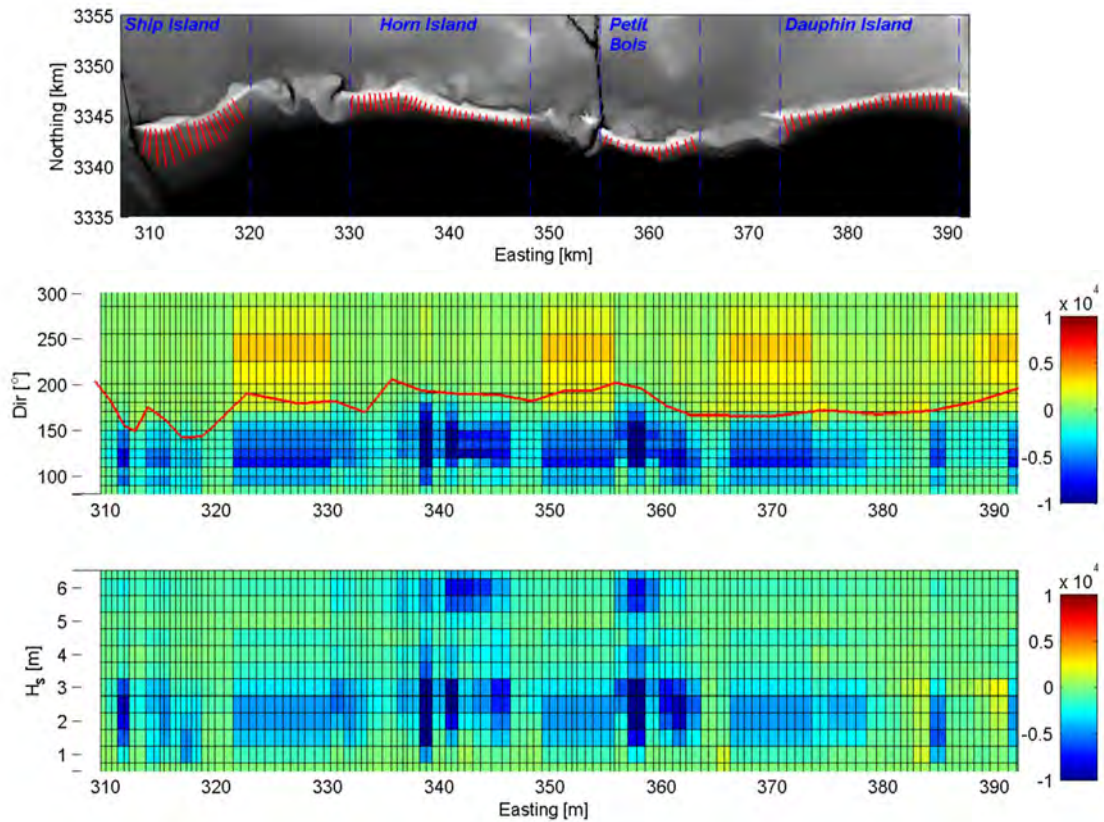 Ship Island Horn Island Petit Dauphin Island
Bois
3355
3350
3345
3340
3335
Northing [km]
310 320 330 340 350 360 370 380 390
Easting [km]
300
250
200
150
100
Dir [°]
310 320 330 340 350 360 370 380 390
x 10^4
1
0.5
0
-0.5
-1
6
5
4
3
2
1
Hs [m]
310 320 330 340 350 360 370 380 390
Easting [m]
x 10^4
1
0.5
0
-0.5
-1